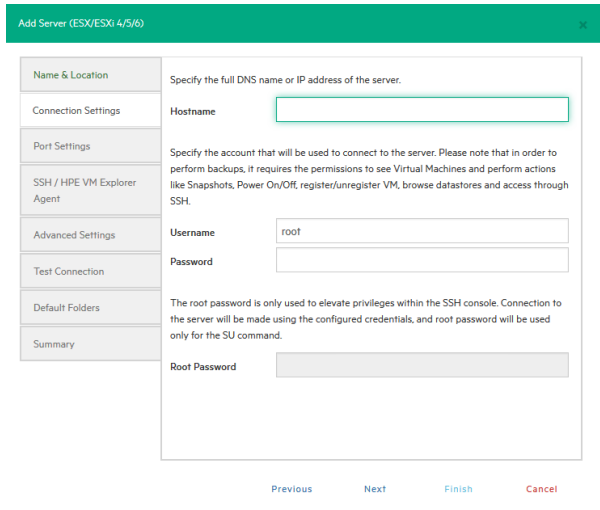 Add Server (ESX/ESXi 4/5/6)
×
Name & Location
Connection Settings
Port Settings
SSH / HPE VM Explorer
Agent
Advanced Settings
Test Connection
Default Folders
Summary
Specify the full DNS name or IP address of the server.
Hostname
Specify the account that will be used to connect to the server. Please note that in order to
perform backups, it requires the permissions to see Virtual Machines and perform actions
like Snapshots, Power On/Off, register/unregister VM, browse datastores and access through
SSH.
Username root
Password
The root password is only used to elevate privileges within the SSH console. Connection to
the server will be made using the configured credentials, and root password will be used
only for the SU command.
Root Password
Previous Next Finish Cancel